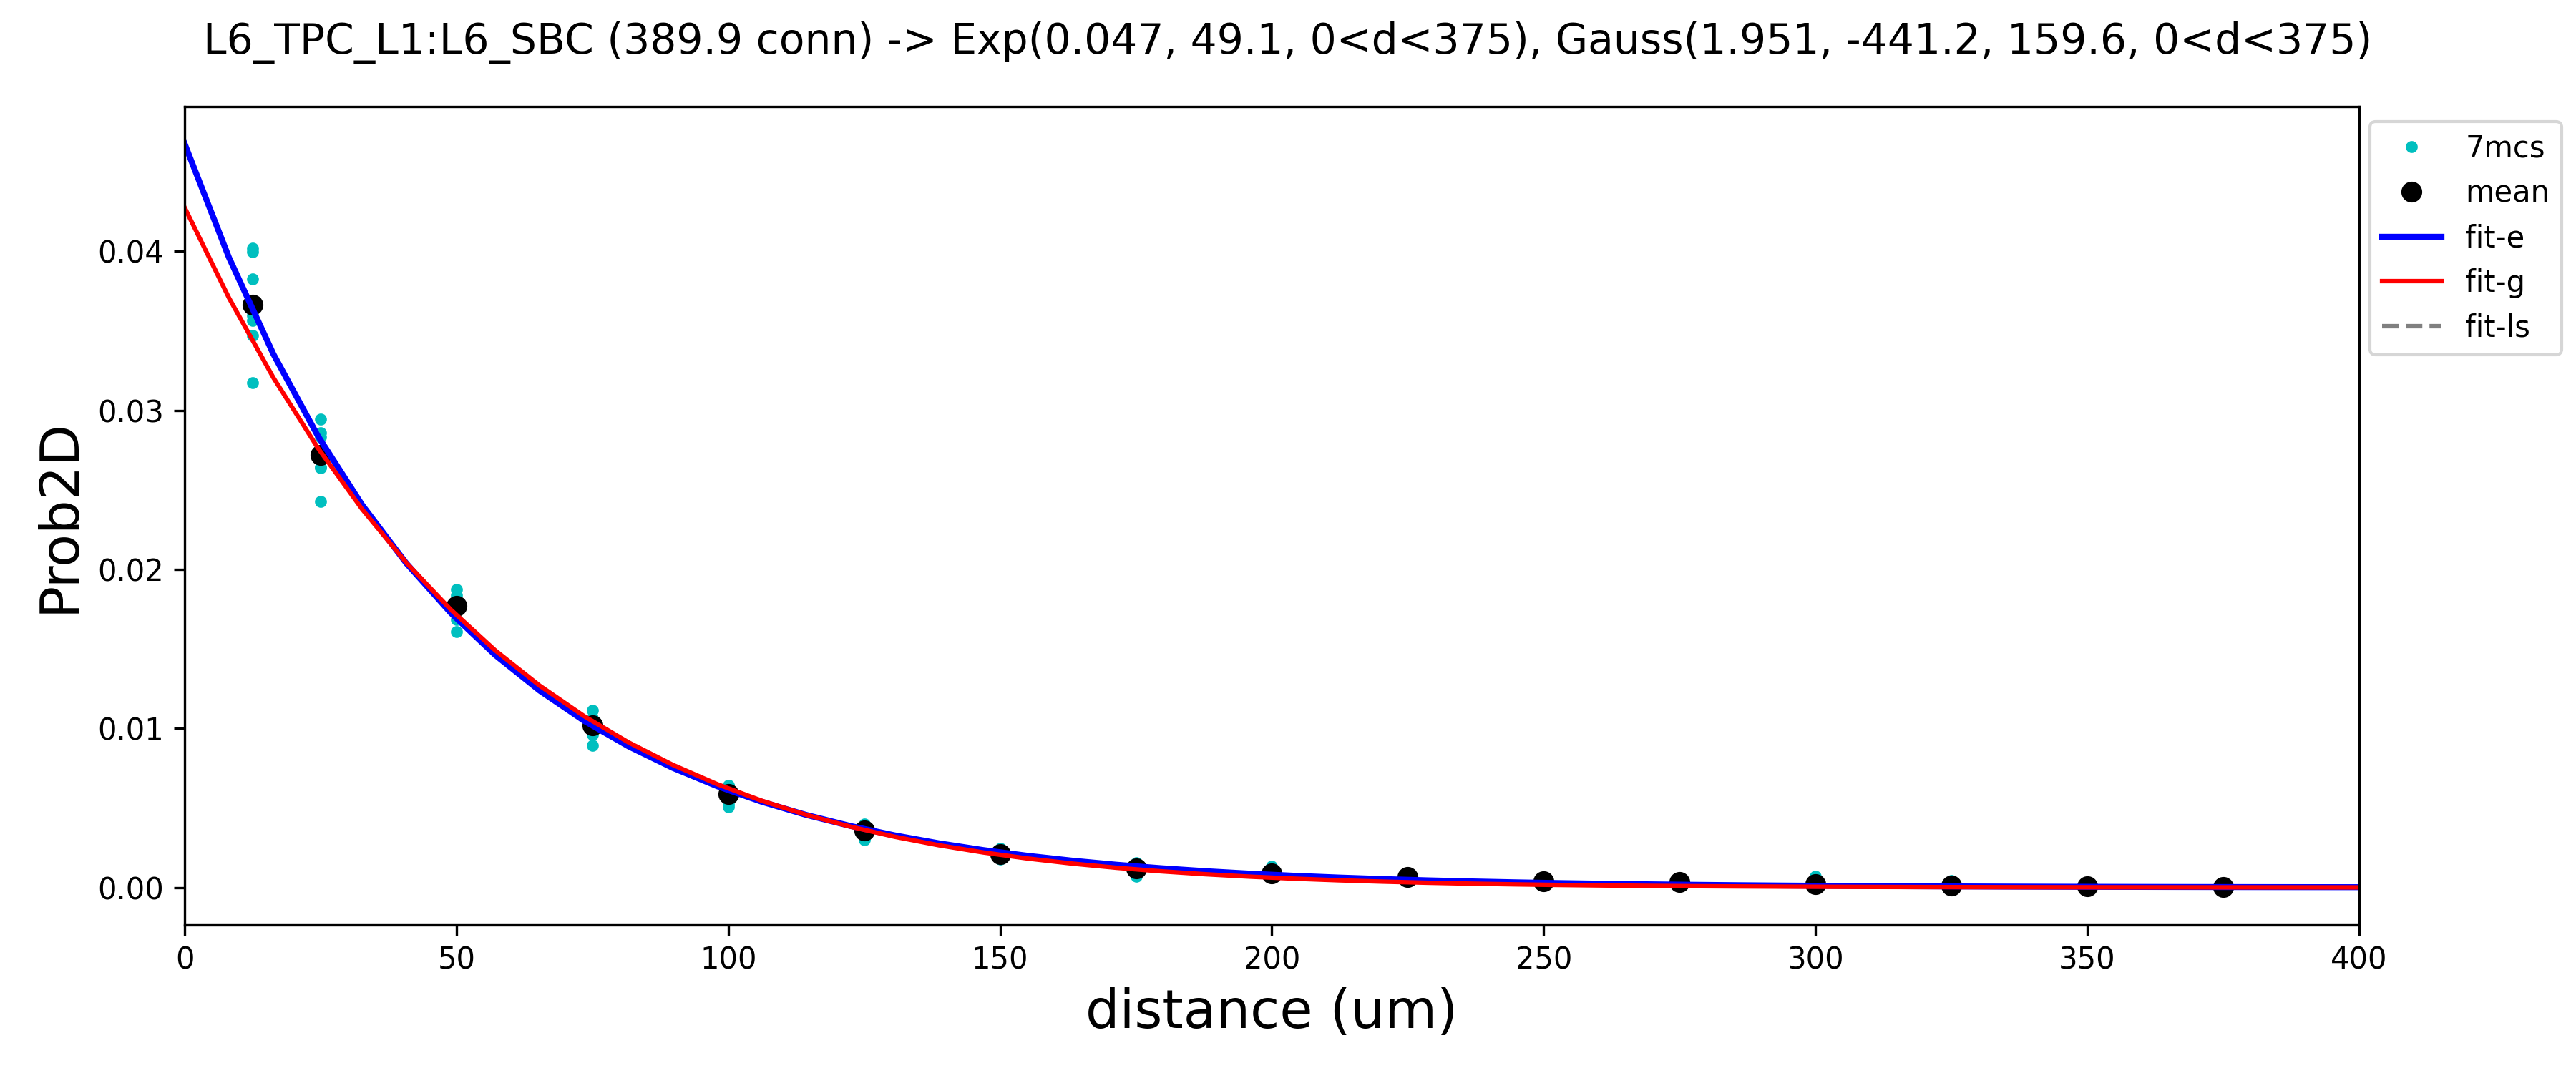 L6_TPC_L1:L6_SBC (389.9 conn) -> Exp(0.047, 49.1, 0<d<375), Gauss(1.951, -441.2, 159.6, 0<d<375)
7mcs
mean
fit-e
fit-g
fit-ls
Prob2D
0.04
0.03
0.02
0.01
0.00
0 50 100 150 200 250 300 350 400
distance (um)